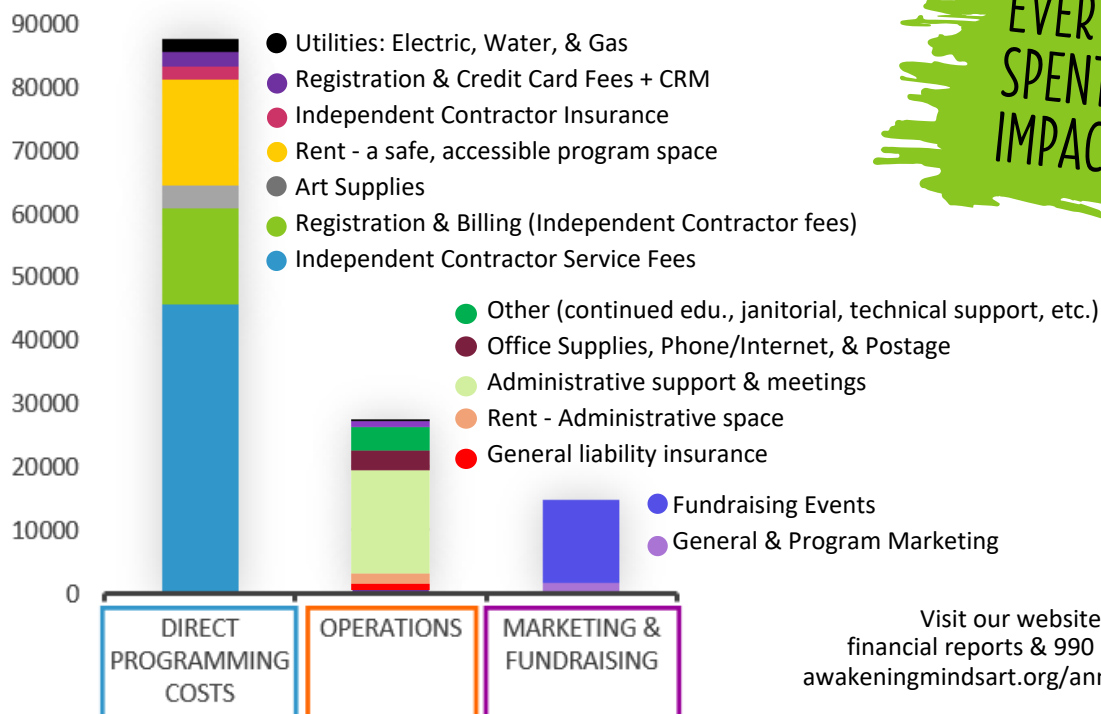 90000
80000
70000
60000
50000
40000
30000
20000
10000
0
Utilities: Electric, Water, & Gas
Registration & Credit Card Fees + CRM
Independent Contractor Insurance
Rent - a safe, accessible program space
Art Supplies
Registration & Billing (Independent Contractor fees)
Independent Contractor Service Fees
Other (continued edu., janitorial, technical support, etc.)
Office Supplies, Phone/Internet, & Postage
Administrative support & meetings
Rent - Administrative space
General liability insurance
Fundraising Events
General & Program Marketing
DIRECT
PROGRAMMING
COSTS
OPERATIONS
MARKETING &
FUNDRAISING
Visit our website
financial reports & 990